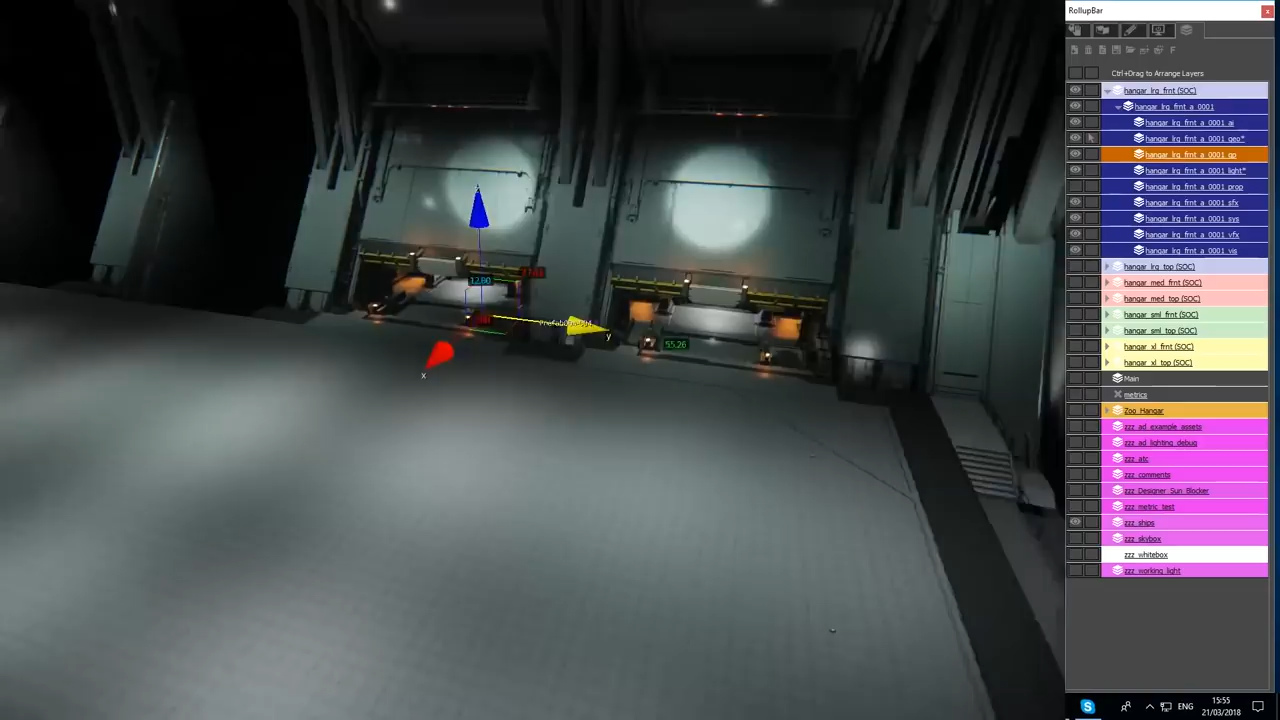 RollupBar
F
Ctrl+Drag to Arrange Layers
hangar_lrg_frnt (SOC)
hangar_lrg_frnt_a_0001
hangar_lrg_frnt_a_0001_ai
hangar_lrg_frnt_a_0001_geo*
hangar_lrg_frnt_a_0001_gp
hangar_lrg_frnt_a_0001_light*
hangar_lrg_frnt_a_0001_prop
hangar_lrg_frnt_a_0001_sfx
hangar_lrg_frnt_a_0001_sys
hangar_lrg_frnt_a_0001_vfx
hangar_lrg_frnt_a_0001_vis
hangar_lrg_top (SOC)
hangar_med_frnt (SOC)
hangar_med_top (SOC)
hangar_sml_frnt (SOC)
hangar_sml_top (SOC)
hangar_xl_frnt (SOC)
hangar_xl_top (SOC)
Main
metrics
Zoo_Hangar
zzz_ad_example_assets
zzz_ad_lighting_debug
zzz_atc
zzz_comments
zzz_Designer_Sun_Blocker
zzz_metric_test
zzz_ships
zzz_skybox
zzz_whitebox
zzz_working_light
12.80
y
55.26
x
ENG
15:55
21/03/2018